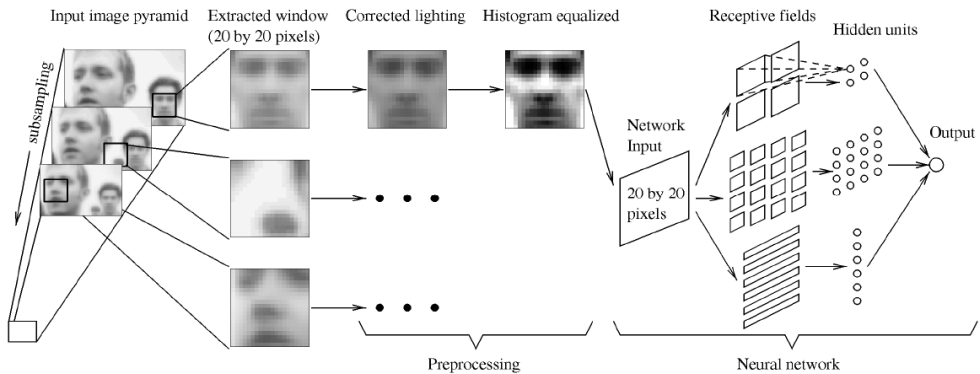 Input image pyramid
Extracted window
(20 by 20 pixels)
Corrected lighting
Histogram equalized
Receptive fields
Hidden units
subsampling
Network
Input
20 by 20
pixels
Output
Preprocessing
Neural network